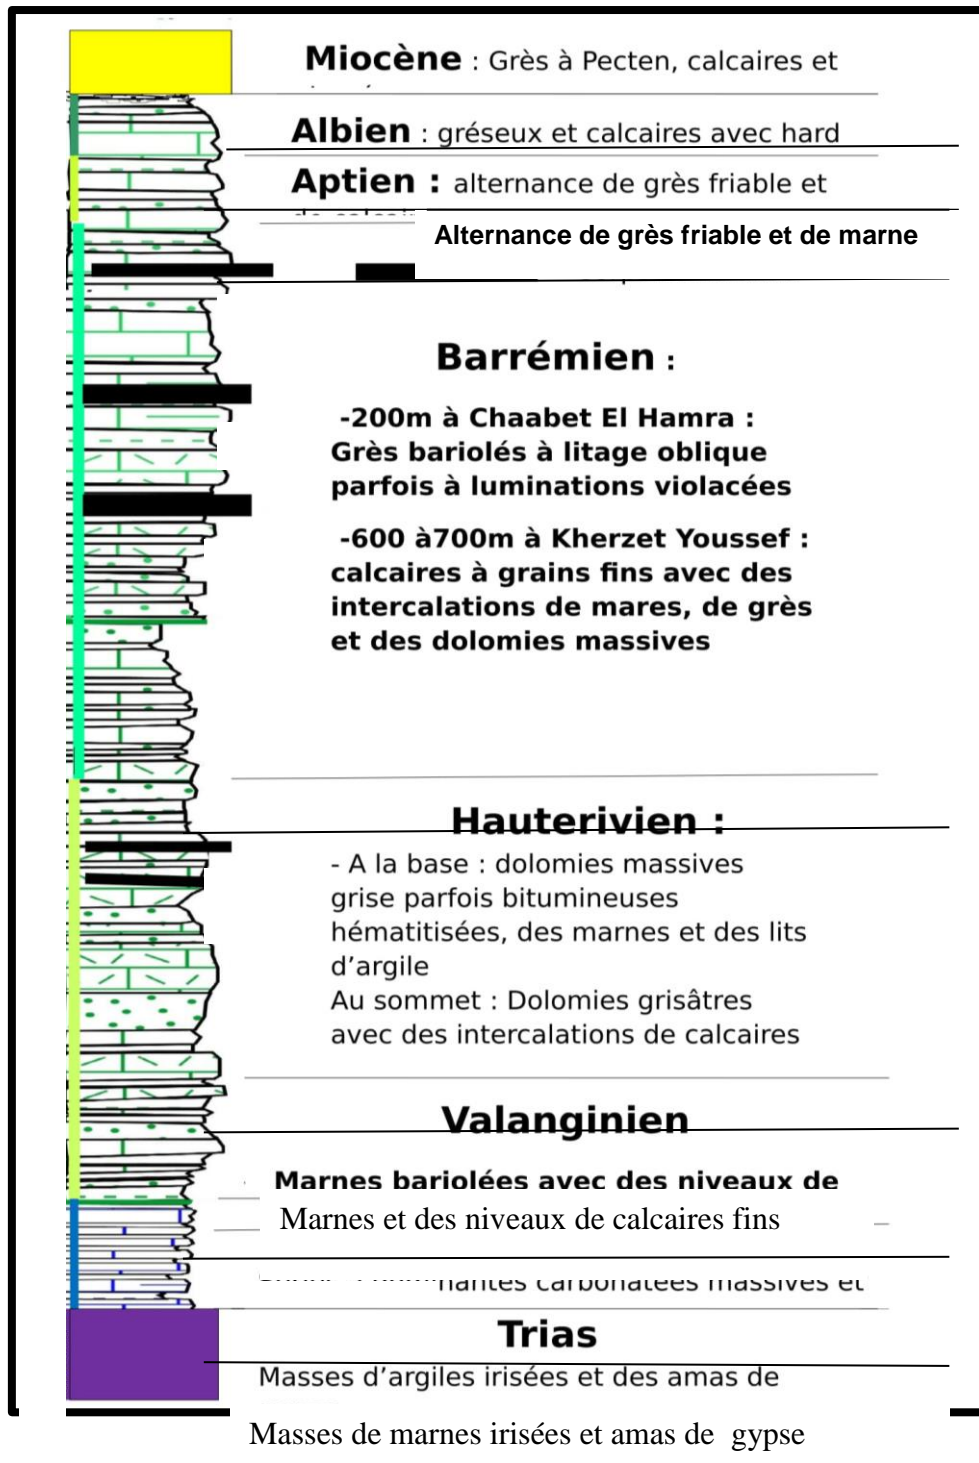 Miocène : Grès à Pecten, calcaires et
Albien : gréseux et calcaires avec hard
Aptien : alternance de grès friable et
Alternance de grès friable et de marne
Barrémien :
-200m à Chaabet El Hamra :
Grès bariolés à litage oblique
parfois à luminations violacées
-600 à700m à Kherzet Youssef :
calcaires à grains fins avec des
intercalations de mares, de grès
et des dolomies massives
Hauterivien :
- A la base : dolomies massives
grise parfois bitumineuses
hématitisées, des marnes et des lits
d’argile
Au sommet : Dolomies grisâtres
avec des intercalations de calcaires
Valanginien
Marnes bariolées avec des niveaux de
Marnes et des niveaux de calcaires fins
carbonatées massives et
Trias
Masses d’argiles irisées et des amas de
Masses de marnes irisées et amas de gypse